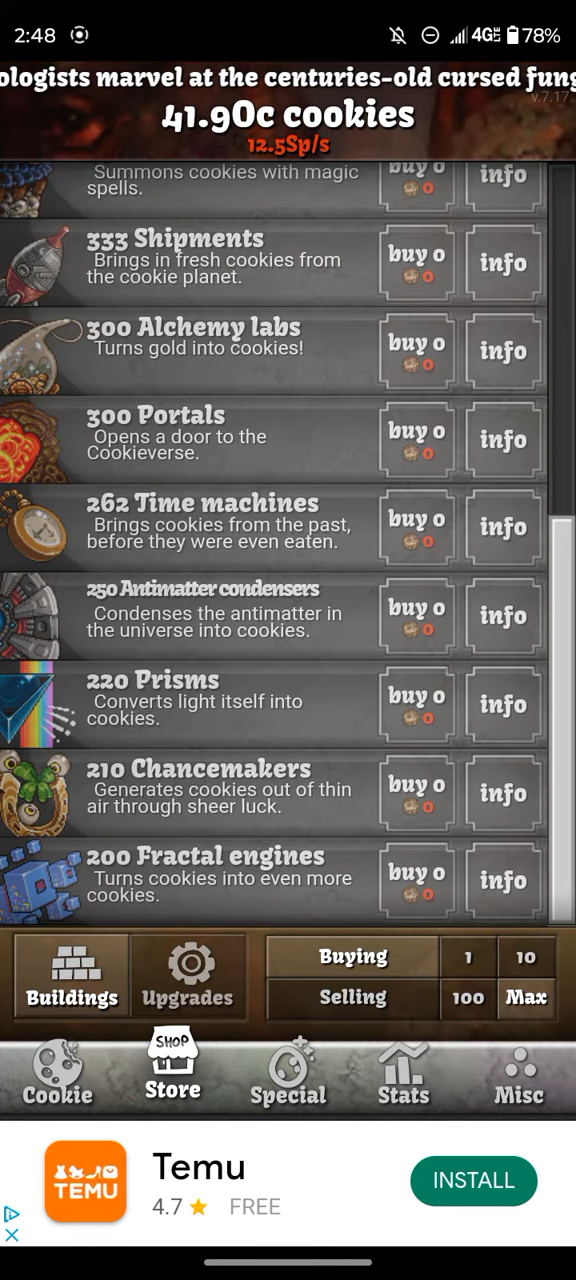 2:48 4GE 78%
ologists marvel at the centuries-old cursed fung
v.7.17
41.90c cookies
12.5Sp/s
Summons cookies with magic spells.
buy 0
0
info
333 Shipments
Brings in fresh cookies from
the cookie planet.
buy 0
0
info
300 Alchemy labs
Turns gold into cookies!
buy 0
0
info
300 Portals
Opens a door to the
Cookieverse.
buy 0
0
info
262 Time machines
Brings cookies from the past,
before they were even eaten.
buy 0
0
info
250 Antimatter condensers
Condenses the antimatter in
the universe into cookies.
buy 0
0
info
220 Prisms
Converts light itself into
cookies.
buy 0
0
info
210 Chancemakers
Generates cookies out of thin
air through sheer luck.
buy 0
0
info
200 Fractal engines
Turns cookies into even more
cookies.
buy 0
0
info
Buildings
Upgrades
Buying 1 10
Selling 100 Max
SHOP
Cookie Store Special Stats Misc
TEMU
Temu
4.7 FREE
INSTALL